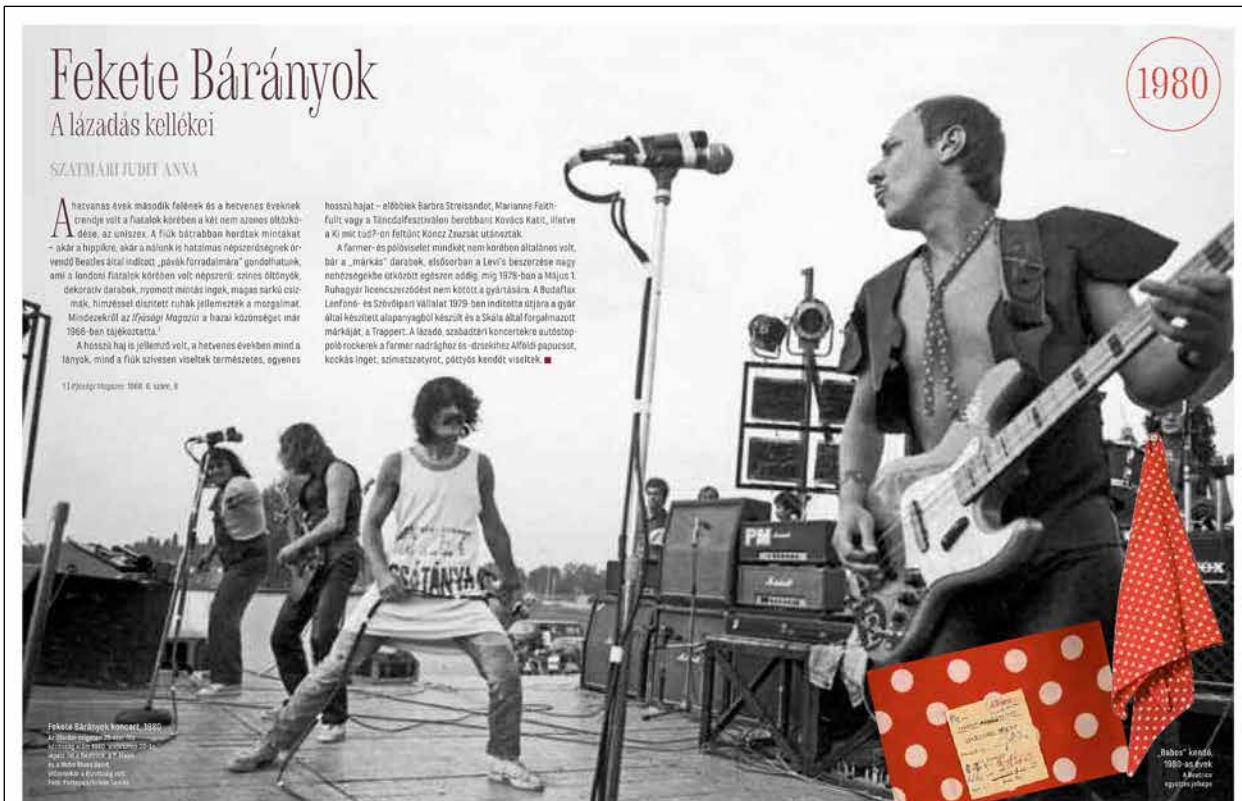 Fekete Bárányok
A lázadás kellékei
SZATMÁRI JUDIT ANNA
1980
A hatvanas évek második felének és a hetvenes éveknek
trendje volt a fiatalok körében a két nem azonos öltözkö-
dése, az uniszex. A fiúk bátrabban hordtak mintákat
– akár a hippikre, akár a nálunk is hatalmas népszerűségnek ör-
vendő Beatles által indított „pávák forradalmára” gondolhatunk,
ami a londoni fiatalok körében volt népszerű: színes öltönyök,
dekoratív darabok, nyomott mintás ingek, magas sarkú csiz-
mák, hímzéssel díszített ruhák jellemezték a mozgalmat.
Mindezekről az Ifjúsági Magazin a hazai közönséget már
1966-ban tájékoztatta.¹
A hosszú haj is jellemző volt, a hetvenes években mind a
lányok, mind a fiúk szívesen viseltek természetes, egyenes
1 | Ifjúsági Magazin 1966. 6. szám, 8
hosszú hajat – előbbiek Barbra Streisandot, Marianne Faith-
fullt vagy a Táncdalfesztiválon berobbant Kovács Katit, illetve
a Ki mit tud?-on feltűnt Koncz Zsuzsát utánozták.
A farmer- és pólóviselet mindkét nem körében általános volt,
bár a „márkás” darabok, elsősorban a Levi's beszerzése nagy
nehézségekbe ütközött egészen addig, míg 1978-ban a Május 1.
Ruhagyár licencszerződést nem kötött a gyártására. A Budaflax
Lenfonó- és Szövőipari Vállalat 1979-ben indította útjára a gyár
által készített alapanyagból készült és a Skála által forgalmazott
márkáját, a Trappert. A lázadó, szabadtéri koncertekre autóstop-
poló rockerek a farmer nadrághoz és -dzsekihez Alföldi papucsot,
kockás inget, szimatszatyrot, pöttyös kendőt viseltek.
PM
Marshall
VOX
CSÁTÁNYA
Fekete Bárányok koncert, 1980
„Babos” kendő,
1980-as évek
A Beatrice
együttes jelképe